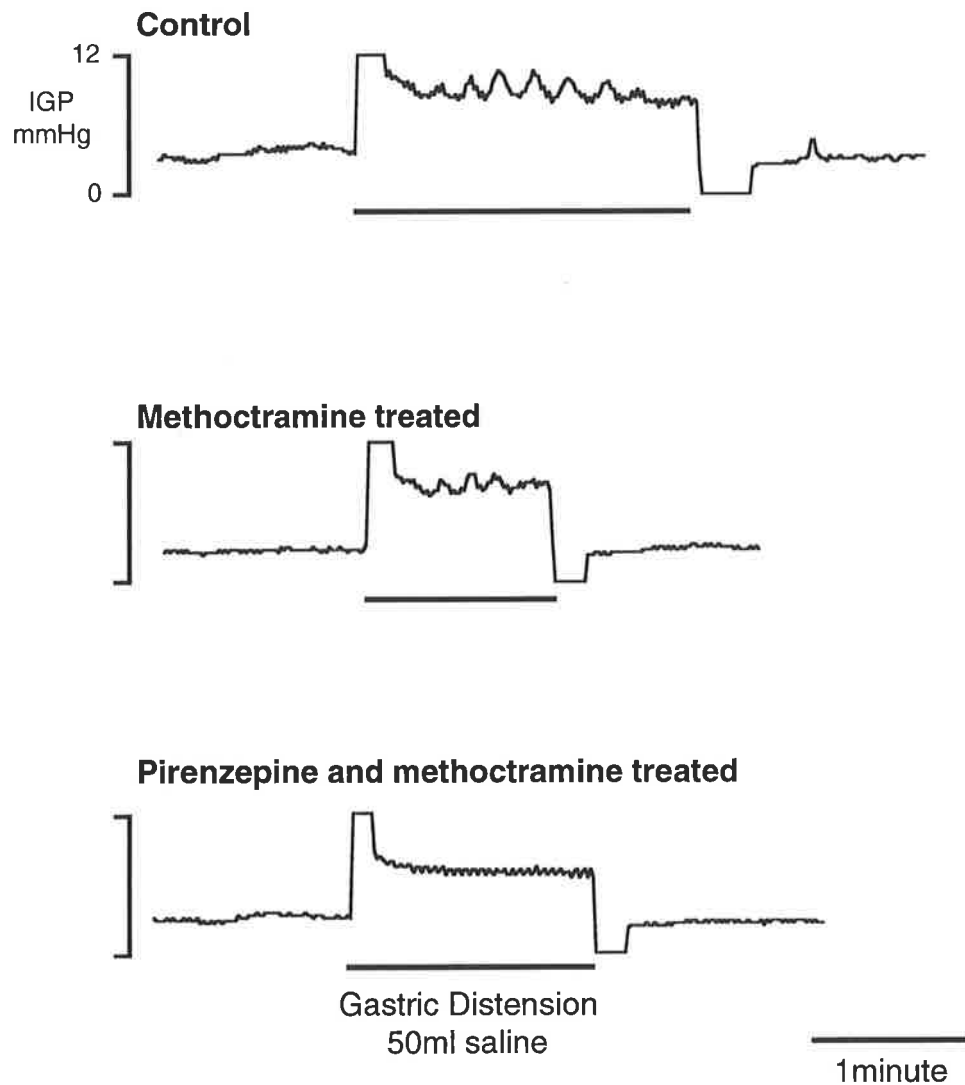 Control
12
IGP
mmHg
0
Methoctramine treated
Pirenzepine and methoctramine treated
Gastric Distension
50ml saline
1minute